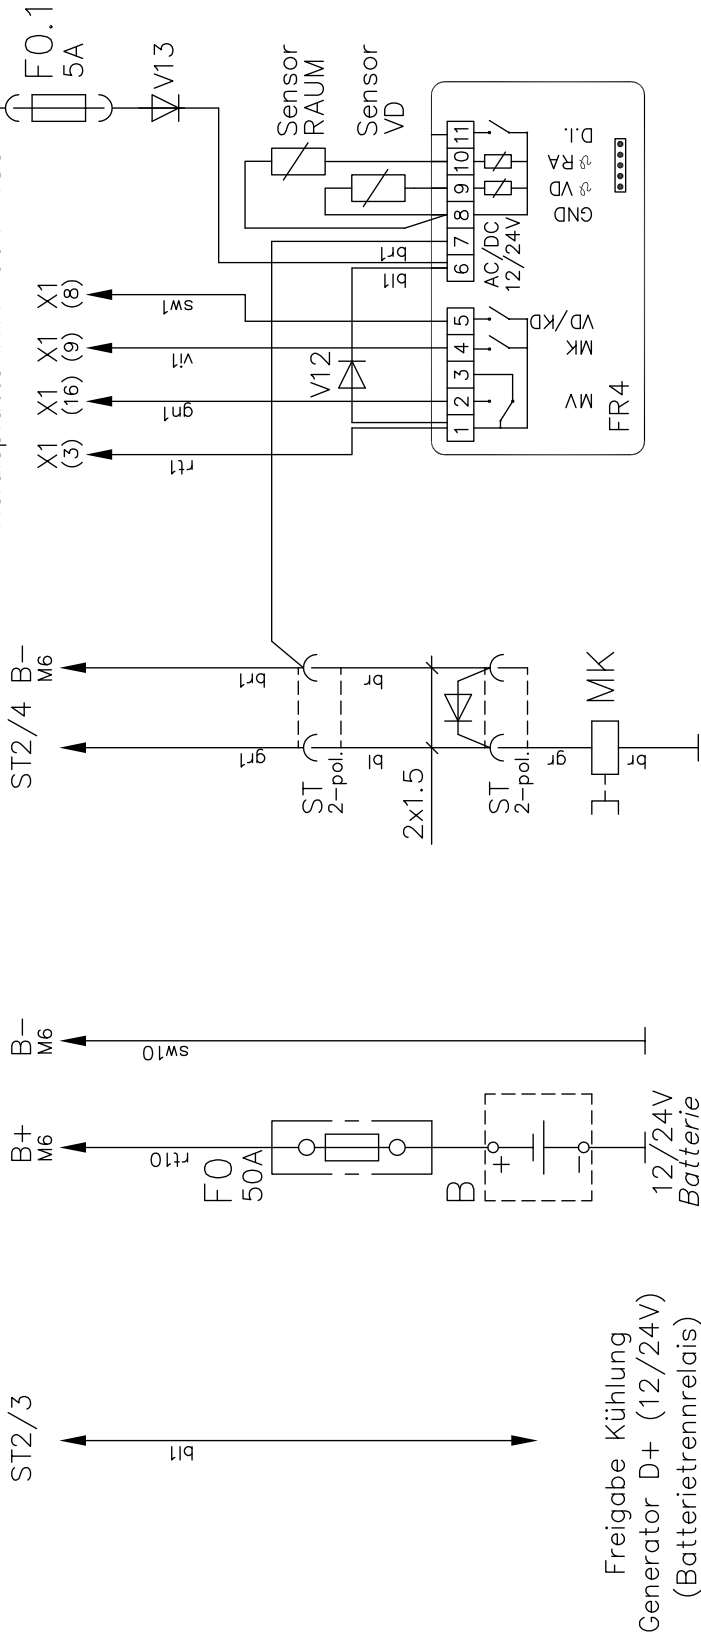 FO.1
5A
V13
Sensor
RAUM
Sensor
VD
X1
(8)
X1
(9)
X1
(16)
X1
(3)
sw1
vi1
gn1
rt1
br1
bl1
V12
11
10
9
8
7
6
5
4
3
2
1
D.I.
RA
VD
GND
AC/DC
12/24V
VD/KD
MK
MV
FR4
ST2/4
B-
M6
br1
gr1
ST
2-pol.
br
bl
2x1.5
ST
2-pol.
gr
br
MK
B-
M6
sw10
B+
M6
rt10
FO
50A
B
+
-
12/24V
Batterie
ST2/3
bl1
Freigabe Kühlung
Generator D+ (12/24V)
(Batterietrennrelais)